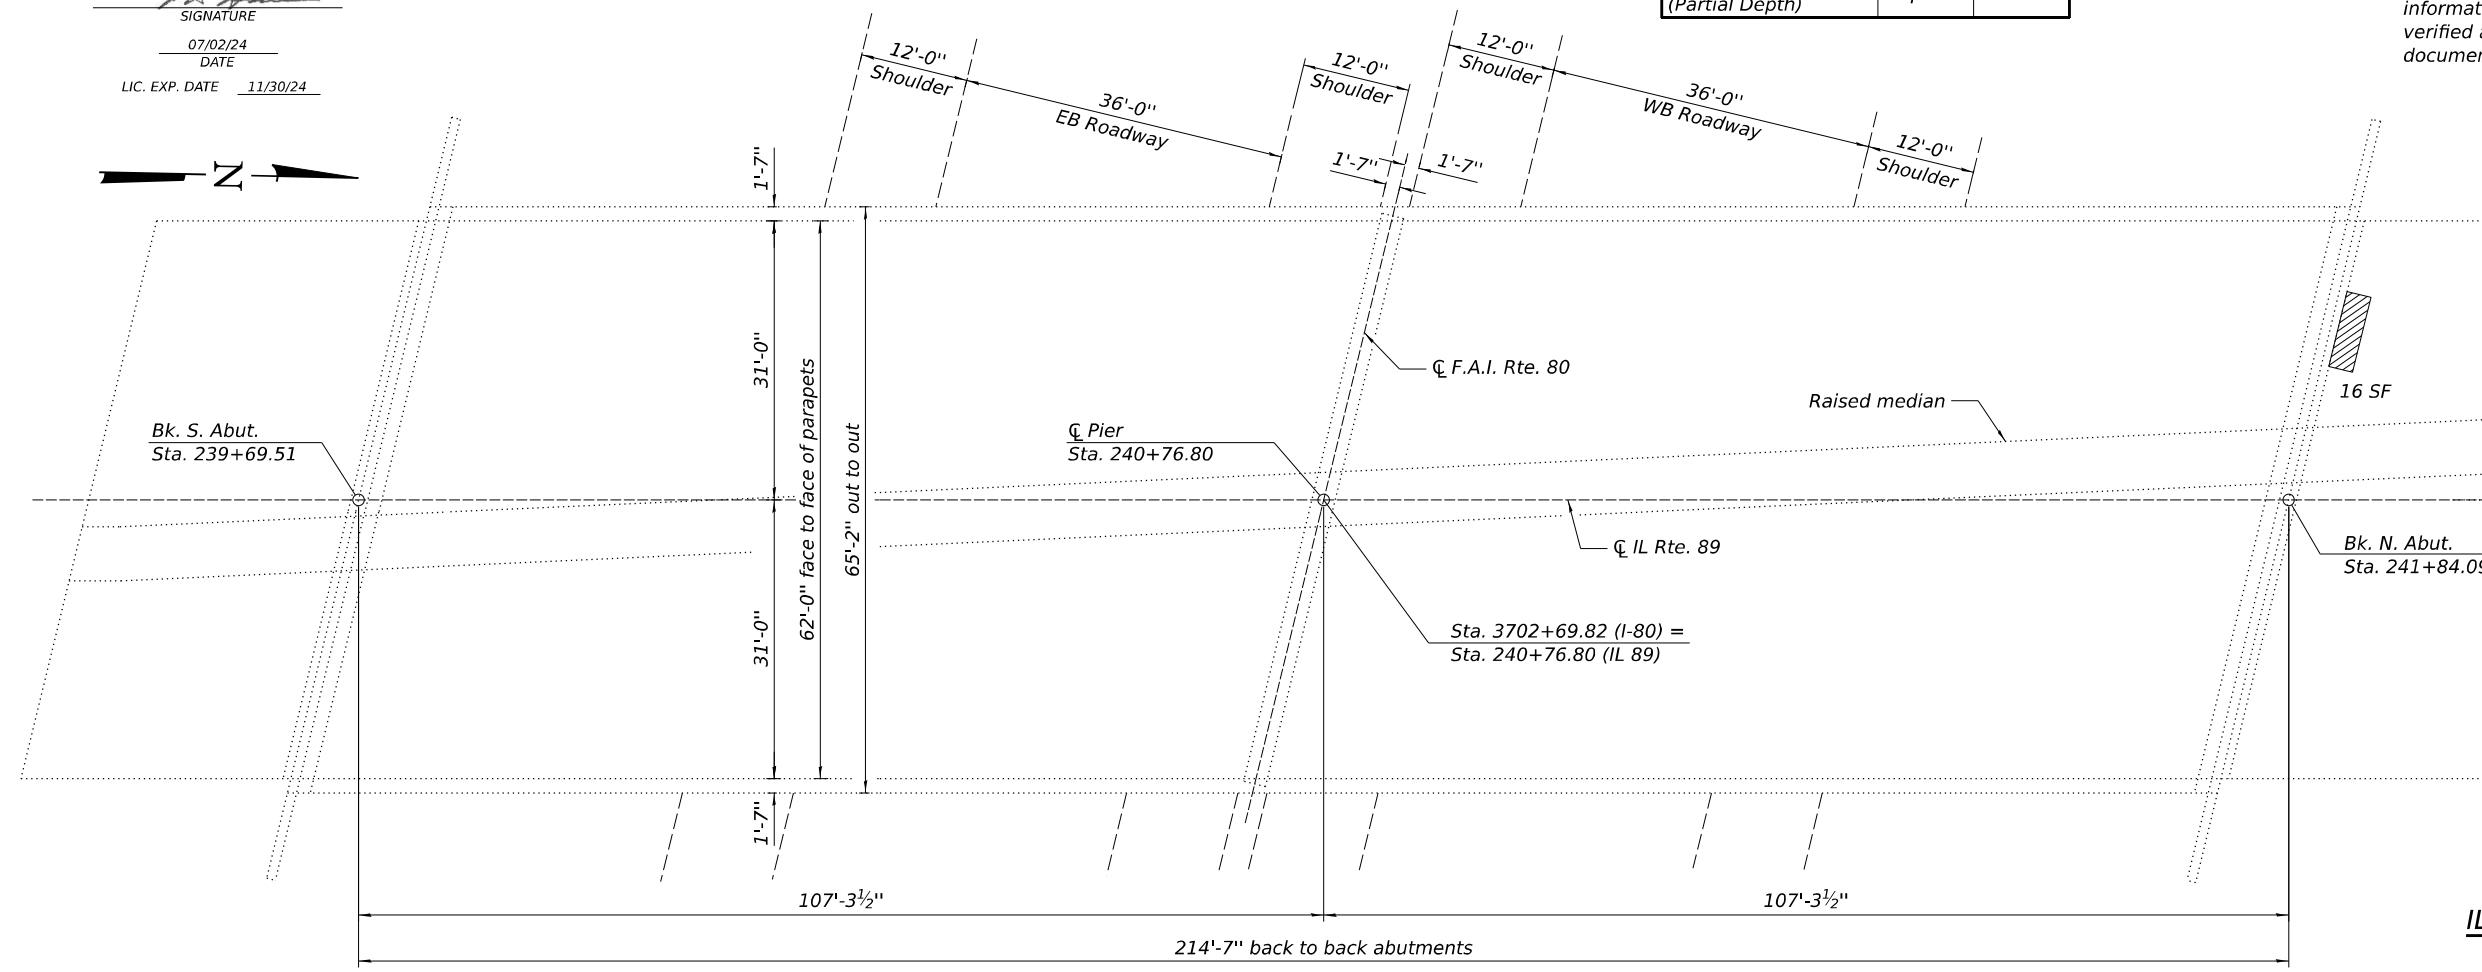 SIGNATURE
07/02/24
DATE
LIC. EXP. DATE 11/30/24
N
(Partial Depth)
verified
12'-0"
Shoulder
36'-0"
EB Roadway
12'-0"
Shoulder
12'-0"
Shoulder
36'-0"
WB Roadway
12'-0"
Shoulder
1'-7"
1'-7"
1'-7"
31'-0"
62'-0" face to face of parapets
65'-2" out to out
31'-0"
1'-7"
℄ F.A.I. Rte. 80
Raised median
16 SF
Bk. S. Abut.
Sta. 239+69.51
℄ Pier
Sta. 240+76.80
℄ IL Rte. 89
Bk. N. Abut.
Sta. 241+84.09
Sta. 3702+69.82 (I-80) =
Sta. 240+76.80 (IL 89)
107'-3½"
107'-3½"
214'-7" back to back abutments
IL